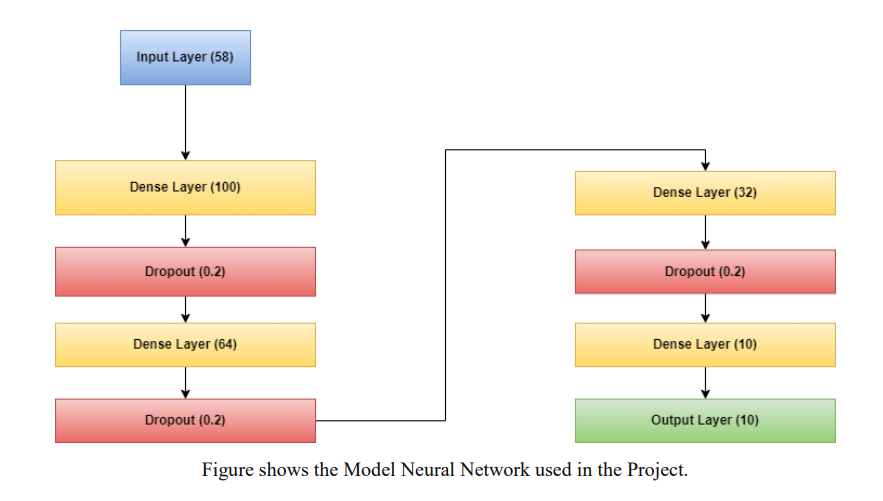 Input Layer (58)
Dense Layer (100)
Dropout (0.2)
Dense Layer (64)
Dropout (0.2)
Dense Layer (32)
Dropout (0.2)
Dense Layer (10)
Output Layer (10)
Figure shows the Model Neural Network used in the Project.